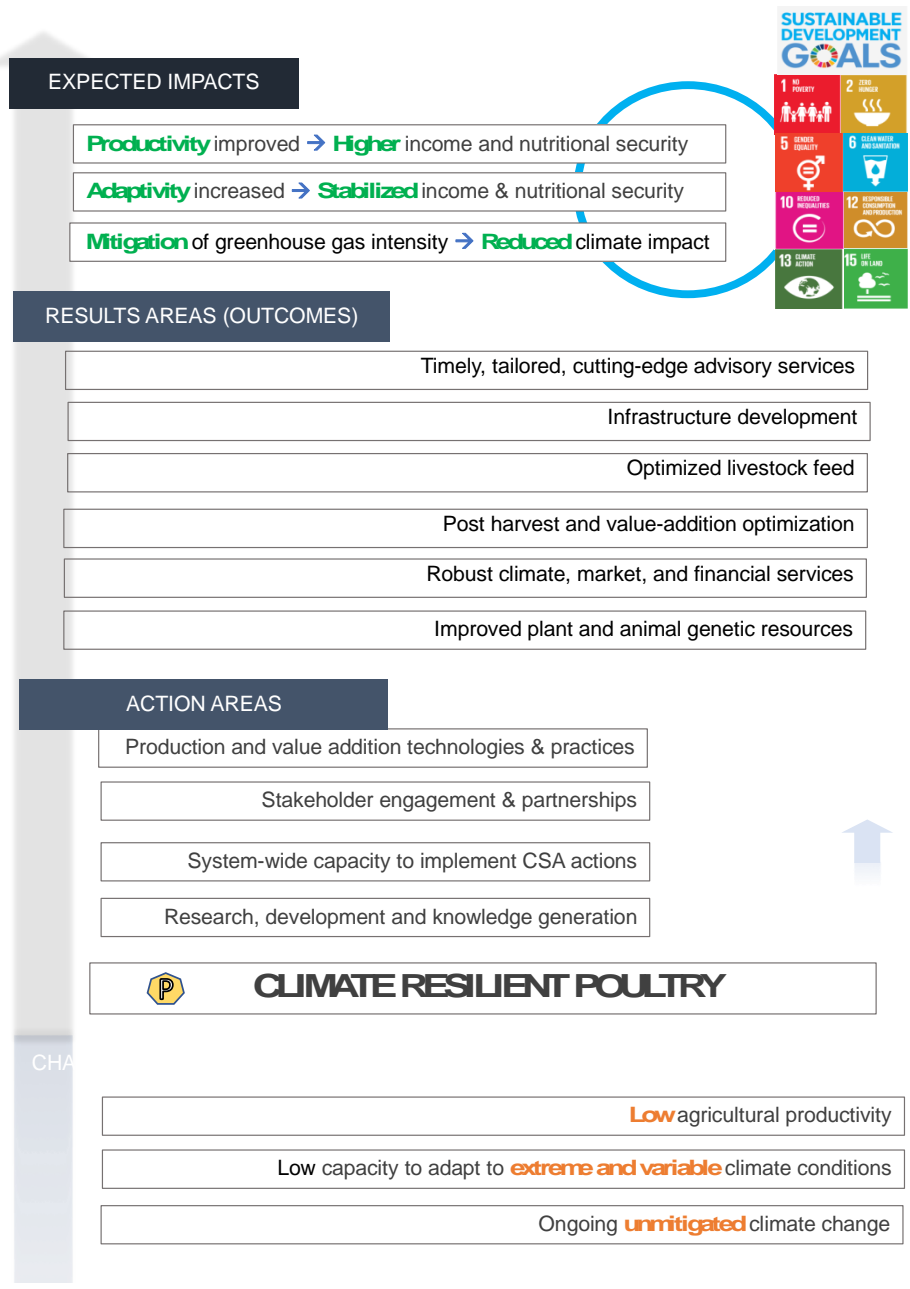 SUSTAINABLE
DEVELOPMENT
GOALS
EXPECTED IMPACTS
1 NO POVERTY
2 ZERO HUNGER
Productivity improved → Higher income and nutritional security
5 GENDER EQUALITY
6 CLEAN WATER AND SANITATION
Adaptivity increased → Stabilized income & nutritional security
10 REDUCED INEQUALITIES
12 RESPONSIBLE CONSUMPTION AND PRODUCTION
Mitigation of greenhouse gas intensity → Reduced climate impact
13 CLIMATE ACTION
15 LIFE ON LAND
RESULTS AREAS (OUTCOMES)
Timely, tailored, cutting-edge advisory services
Infrastructure development
Optimized livestock feed
Post harvest and value-addition optimization
Robust climate, market, and financial services
Improved plant and animal genetic resources
ACTION AREAS
Production and value addition technologies & practices
Stakeholder engagement & partnerships
System-wide capacity to implement CSA actions
Research, development and knowledge generation
P CLIMATE RESILIENT POULTRY
CHA
Low agricultural productivity
Low capacity to adapt to extreme and variable climate conditions
Ongoing unmitigated climate change